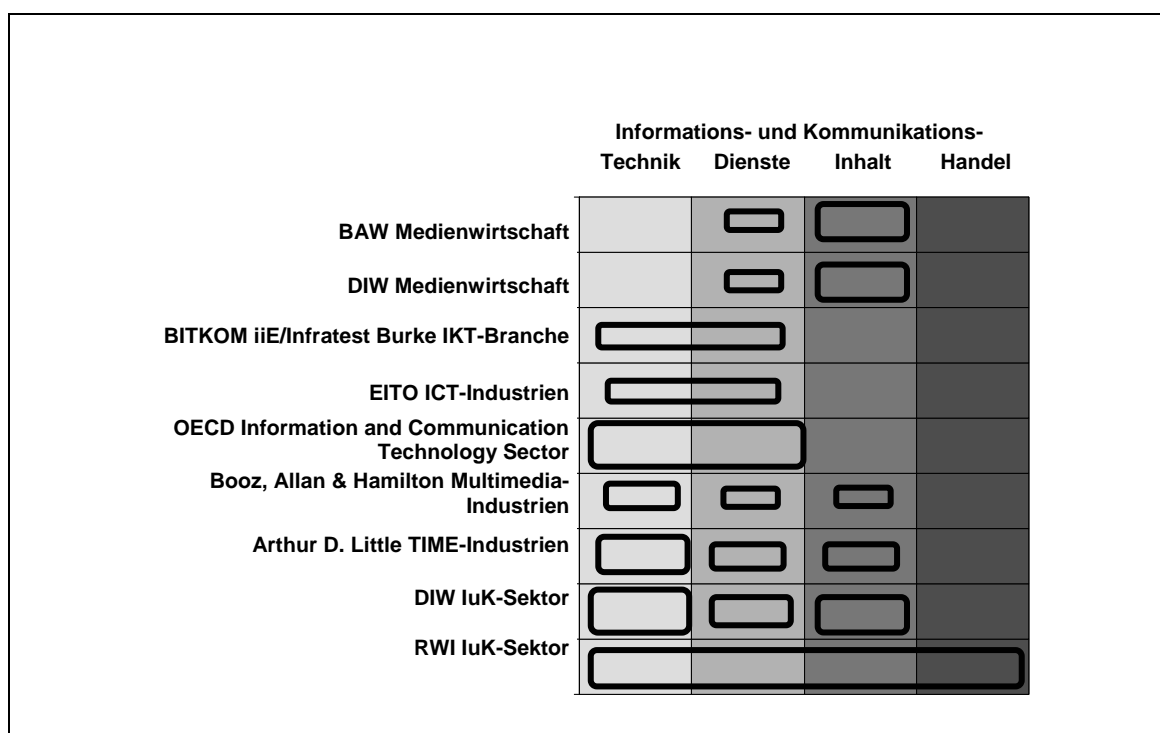 Informations- und Kommunikations-
Technik Dienste Inhalt Handel
BAW Medienwirtschaft
DIW Medienwirtschaft
BITKOM iiE/Infratest Burke IKT-Branche
EITO ICT-Industrien
OECD Information and Communication
Technology Sector
Booz, Allan & Hamilton Multimedia-
Industrien
Arthur D. Little TIME-Industrien
DIW IuK-Sektor
RWI IuK-Sektor